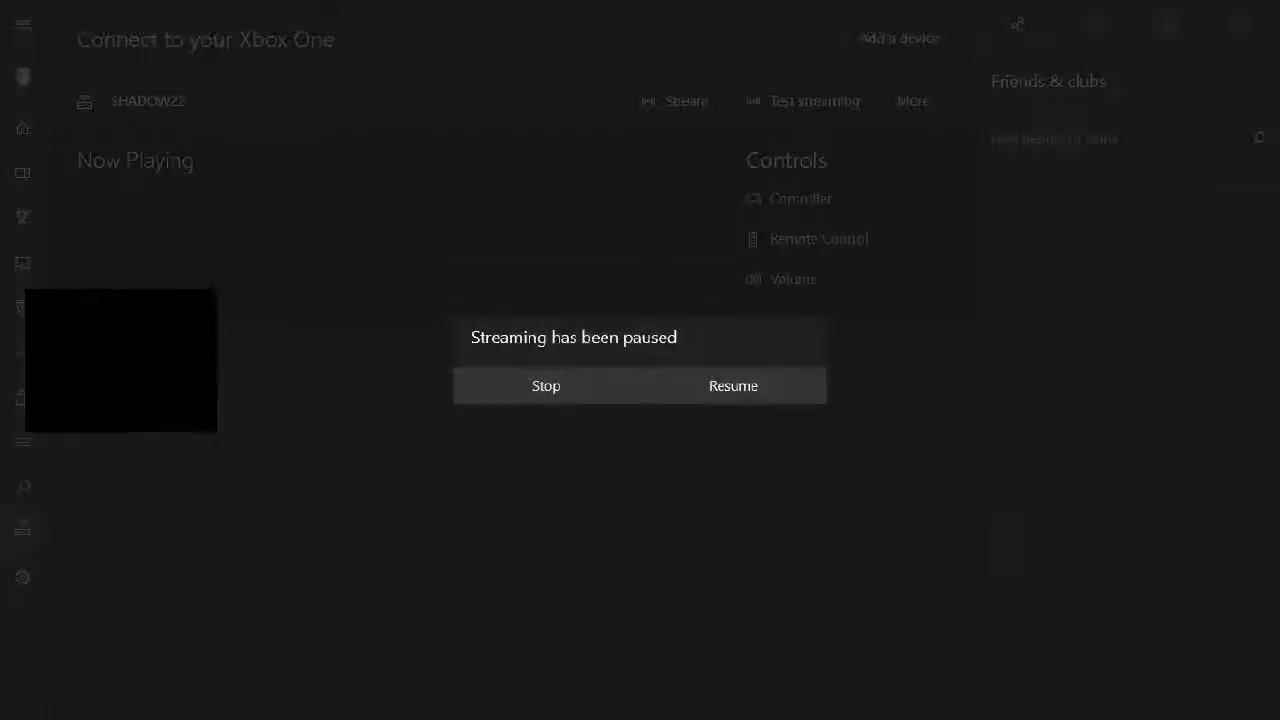 Connect to your Xbox One
Add a device
SHADOW22
Stream
Test streaming
More
Friends & clubs
Now Playing
Controls
Controller
Remote Control
Volume
Streaming has been paused
Stop
Resume